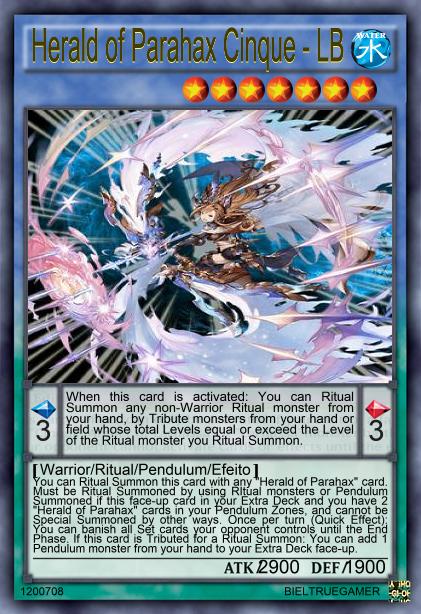 Herald of Parahax Cinque - LB
WATER
水
When this card is activated: You can Ritual
Summon any non-Warrior Ritual monster from
your hand, by Tribute monsters from your hand or
field whose total Levels equal or exceed the Level
of the Ritual monster you Ritual Summon.
3
3
[Warrior/Ritual/Pendulum/Efeito]
You can Ritual Summon this card with any "Herald of Parahax" card.
Must be Ritual Summoned by using RItual monsters or Pendulum
Summoned if this face-up card in your Extra Deck and you have 2
"Herald of Parahax" cards in your Pendulum Zones, and cannot be
Special Summoned by other ways. Once per turn (Quick Effect):
You can banish all Set cards your opponent controls until the End
Phase. If this card is Tributed for a Ritual Summon: You can add 1
Pendulum monster from your hand to your Extra Deck face-up.
ATK/2900 DEF/1900
1200708
BIELTRUEGAMER